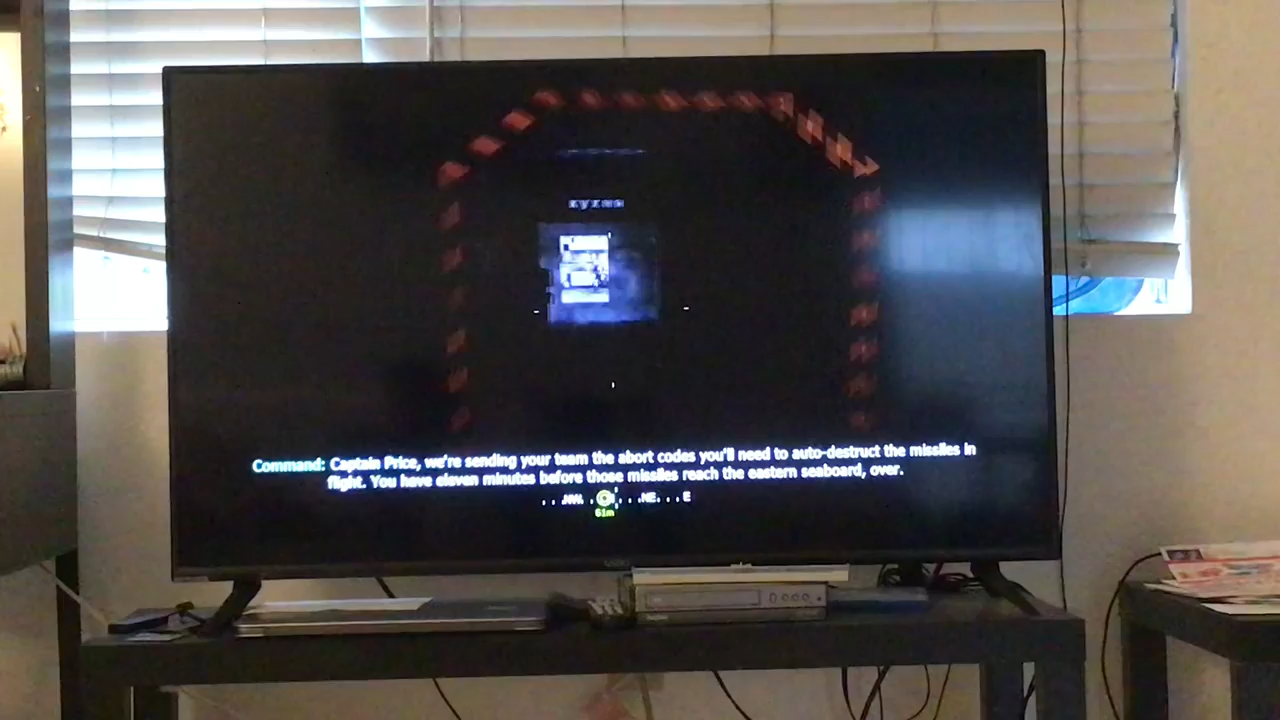 Command: Captain Price, we're sending your team the abort codes you'll need to auto-destruct the missiles in
flight. You have eleven minutes before those missiles reach the eastern seaboard, over.
. . .NW. . . . .NE. . . E
61m